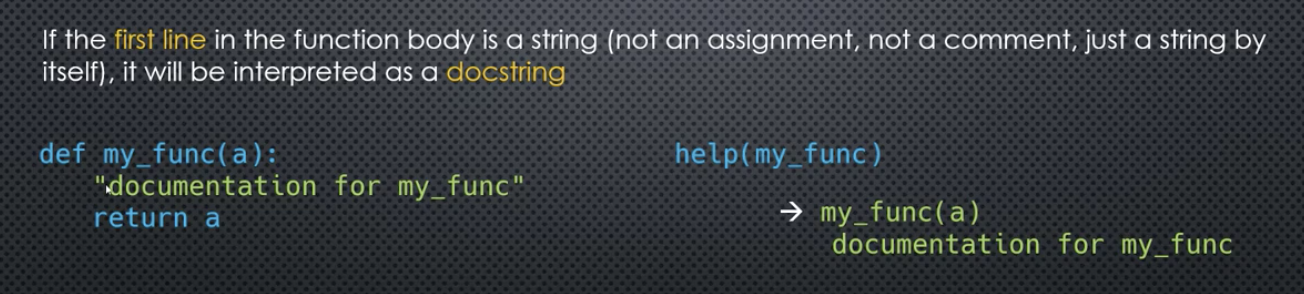 If the first line in the function body is a string (not an assignment, not a comment, just a string by
itself), it will be interpreted as a docstring
def my_func(a):
    "documentation for my_func"
    return a
help(my_func)
→ my_func(a)
    documentation for my_func